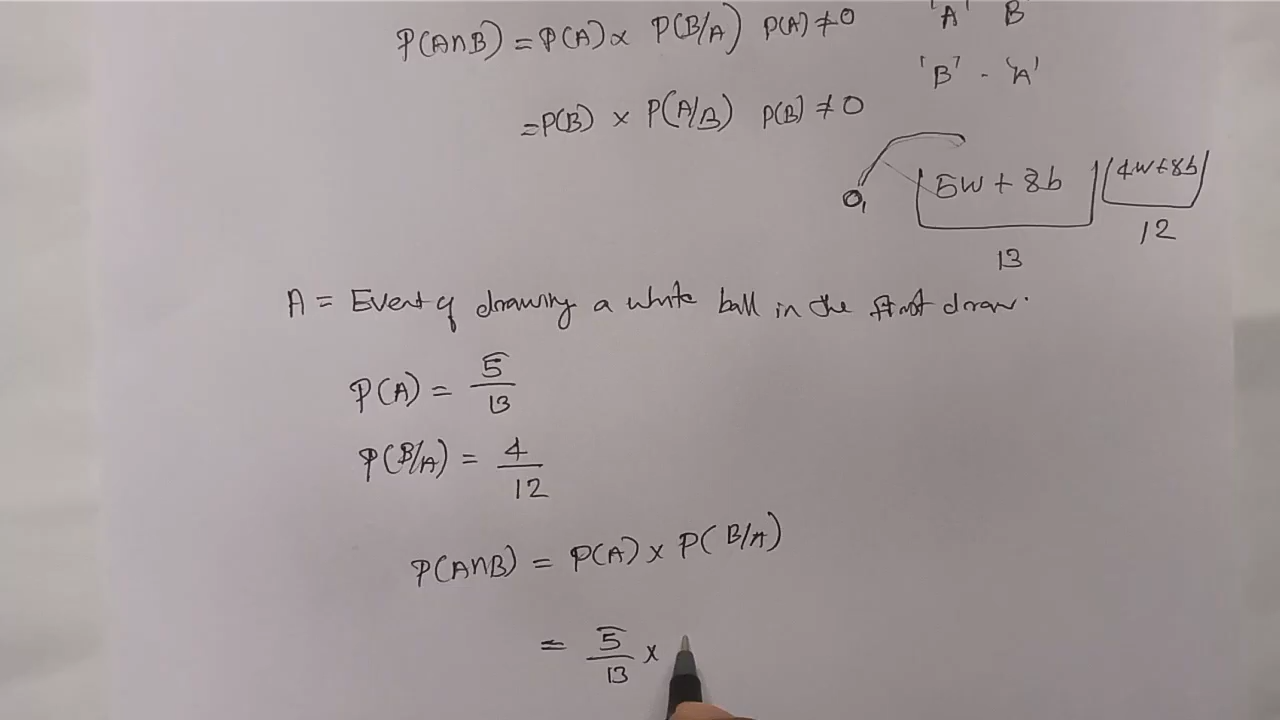 P(A∩B) = P(A) × P(B/A) P(A) ≠ 0
'A' B
'B' - 'A'
= P(B) × P(A/B) P(B) ≠ 0
5W + 8b
4W + 8b
13
12
A = Event of drawing a white ball in the first draw.
P(A) = 5/13
P(B/A) = 4/12
P(A∩B) = P(A) × P(B/A)
= 5/13 ×